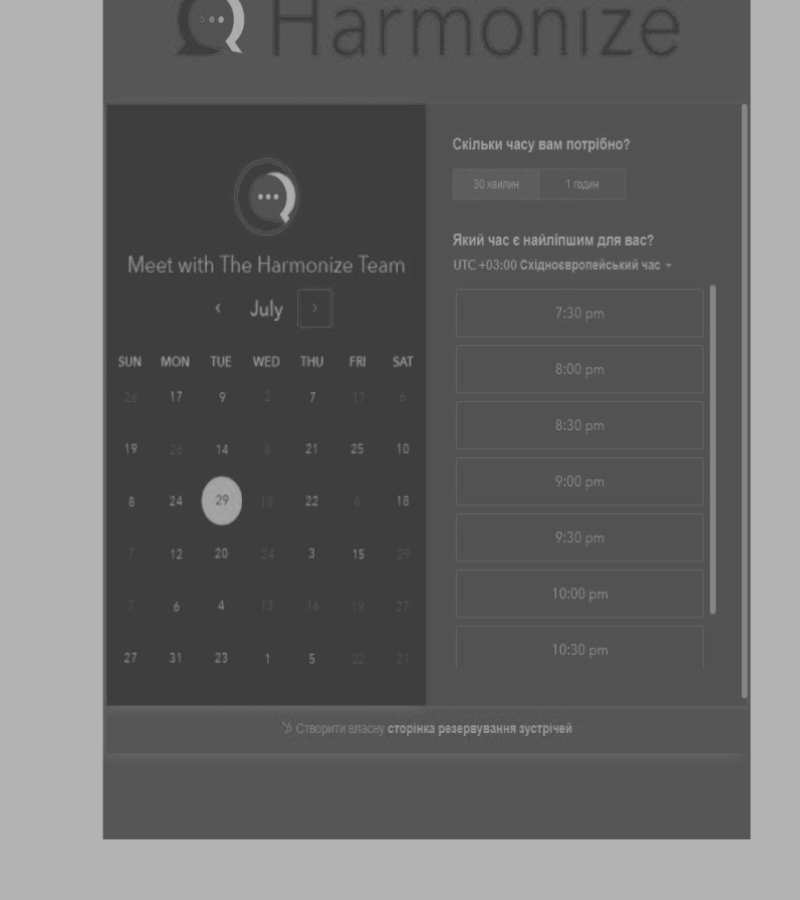 Harmonize
Meet with The Harmonize Team
July
SUN MON TUE WED THU FRI SAT
26 17 9 2 7 17 6
19 26 14 8 21 25 10
8 24 29 18 22 6 18
7 12 20 24 3 15 29
7 6 4 13 16 19 27
27 31 23 1 5 22 21
Скільки часу вам потрібно?
30 хвилин 1 годин
Який час є найліпшим для вас?
UTC +03:00 Східноєвропейський час
7:30 pm
8:00 pm
8:30 pm
9:00 pm
9:30 pm
10:00 pm
10:30 pm
Створити власну сторінка резервування зустрічей